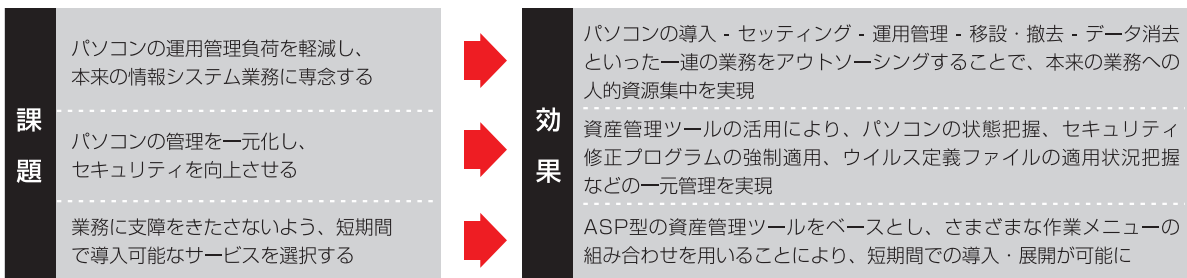 課題
パソコンの運用管理負荷を軽減し、
本来の情報システム業務に専念する
パソコンの管理を一元化し、
セキュリティを向上させる
業務に支障をきたさないよう、短期間
で導入可能なサービスを選択する
効果
パソコンの導入 - セッティング - 運用管理 - 移設・撤去 - データ消去
といった一連の業務をアウトソーシングすることで、本来の業務への
人的資源集中を実現
資産管理ツールの活用により、パソコンの状態把握、セキュリティ
修正プログラムの強制適用、ウイルス定義ファイルの適用状況把握
などの一元管理を実現
ASP型の資産管理ツールをベースとし、さまざまな作業メニューの
組み合わせを用いることにより、短期間での導入・展開が可能に